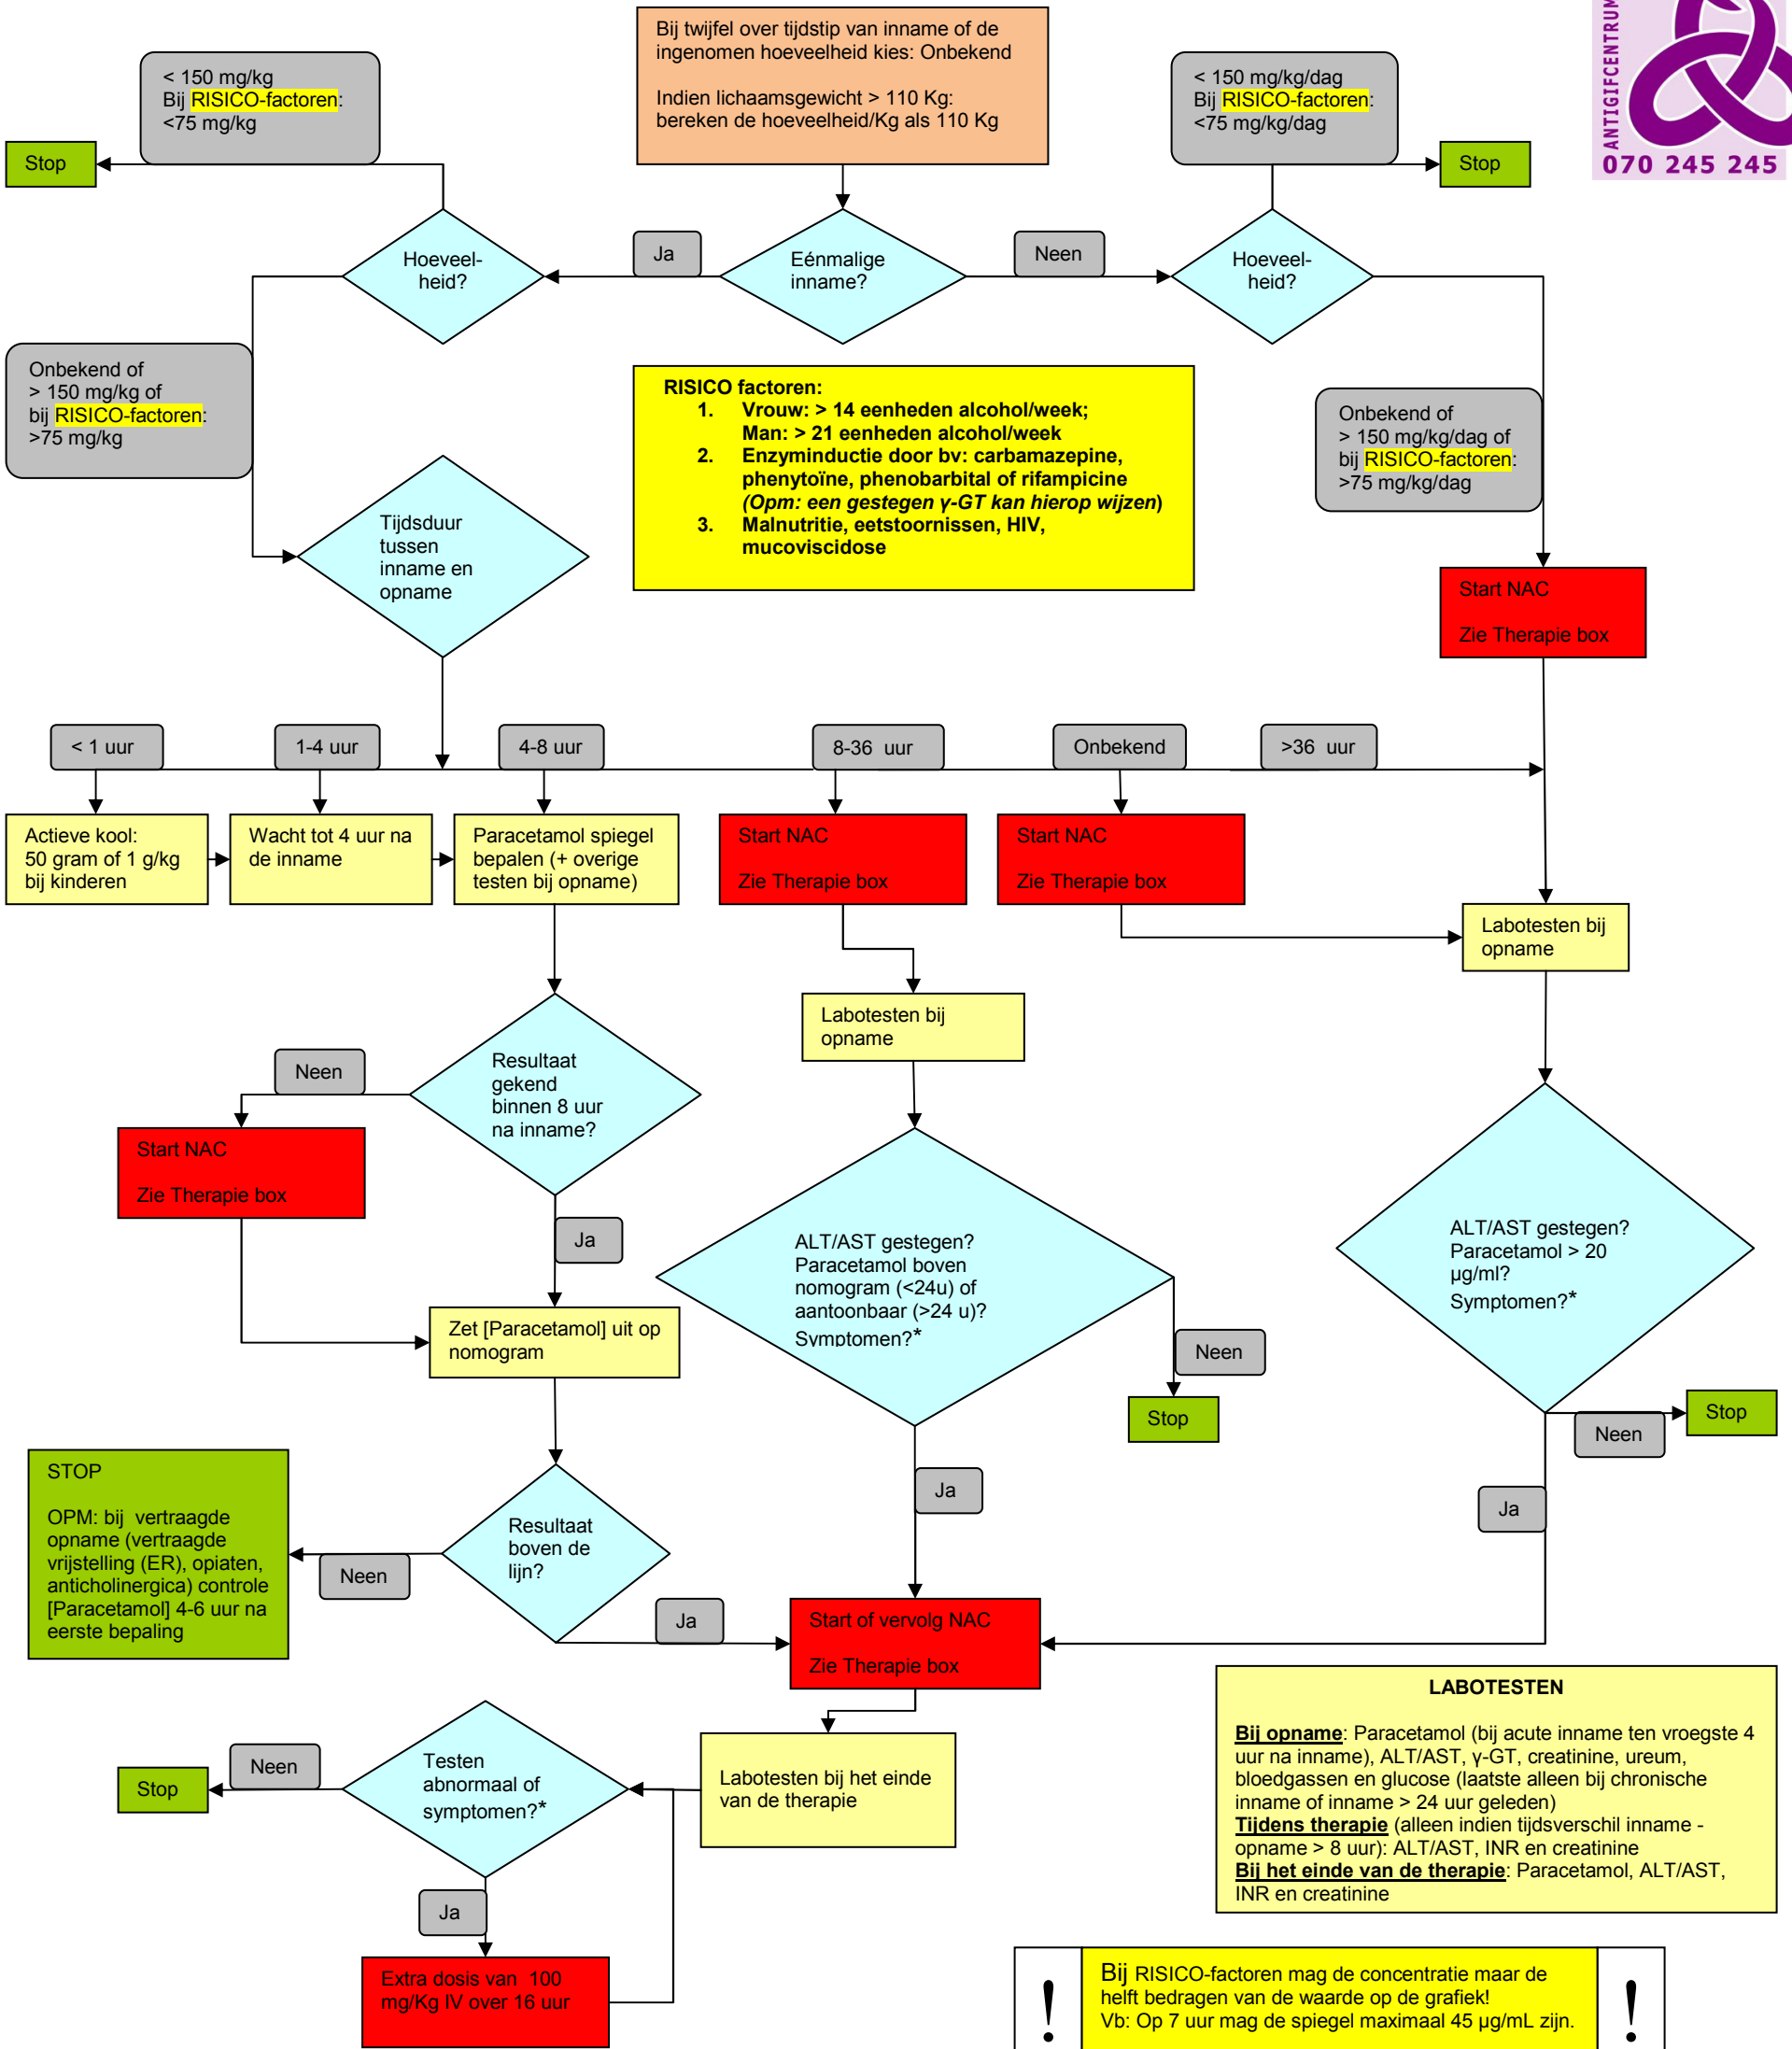 Bij twijfel over tijdstip van inname of de
ingenomen hoeveelheid kies: Onbekend
Indien lichaamsgewicht > 110 Kg:
bereken de hoeveelheid/Kg als 110 Kg
ANTIGIFCENTRUM
070 245 245
< 150 mg/kg
Bij RISICO-factoren:
<75 mg/kg
< 150 mg/kg/dag
Bij RISICO-factoren:
<75 mg/kg/dag
Stop
Stop
Hoeveel-
heid?
Ja
Eénmalige
inname?
Neen
Hoeveel-
heid?
Onbekend of
> 150 mg/kg of
bij RISICO-factoren:
>75 mg/kg
RISICO factoren:
1. Vrouw: > 14 eenheden alcohol/week;
Man: > 21 eenheden alcohol/week
2. Enzyminductie door bv: carbamazepine,
phenytoïne, phenobarbital of rifampicine
(Opm: een gestegen γ-GT kan hierop wijzen)
3. Malnutritie, eetstoornissen, HIV,
mucoviscidose
Onbekend of
> 150 mg/kg/dag of
bij RISICO-factoren:
>75 mg/kg/dag
Tijdsduur
tussen
inname en
opname
Start NAC
Zie Therapie box
< 1 uur
1-4 uur
4-8 uur
8-36 uur
Onbekend
>36 uur
Actieve kool:
50 gram of 1 g/kg
bij kinderen
Wacht tot 4 uur na
de inname
Paracetamol spiegel
bepalen (+ overige
testen bij opname)
Start NAC
Zie Therapie box
Start NAC
Zie Therapie box
Labotesten bij
opname
Labotesten bij
opname
Resultaat
gekend
binnen 8 uur
na inname?
Neen
Start NAC
Zie Therapie box
Ja
ALT/AST gestegen?
Paracetamol boven
nomogram (<24u) of
aantoonbaar (>24 u)?
Symptomen?*
ALT/AST gestegen?
Paracetamol > 20
µg/ml?
Symptomen?*
Zet [Paracetamol] uit op
nomogram
Neen
Stop
Neen
Stop
STOP
OPM: bij vertraagde
opname (vertraagde
vrijstelling (ER), opiaten,
anticholinergica) controle
[Paracetamol] 4-6 uur na
eerste bepaling
Neen
Resultaat
boven de
lijn?
Ja
Ja
Ja
Start of vervolg NAC
Zie Therapie box
LABOTESTEN
Bij opname: Paracetamol (bij acute inname ten vroegste 4
uur na inname), ALT/AST, γ-GT, creatinine, ureum,
bloedgassen en glucose (laatste alleen bij chronische
inname of inname > 24 uur geleden)
Tijdens therapie (alleen indien tijdsverschil inname -
opname > 8 uur): ALT/AST, INR en creatinine
Bij het einde van de therapie: Paracetamol, ALT/AST,
INR en creatinine
Stop
Neen
Testen
abnormaal of
symptomen?*
Labotesten bij het einde
van de therapie
Ja
Extra dosis van 100
mg/Kg IV over 16 uur
!
Bij RISICO-factoren mag de concentratie maar de
helft bedragen van de waarde op de grafiek!
Vb: Op 7 uur mag de spiegel maximaal 45 µg/mL zijn.
!